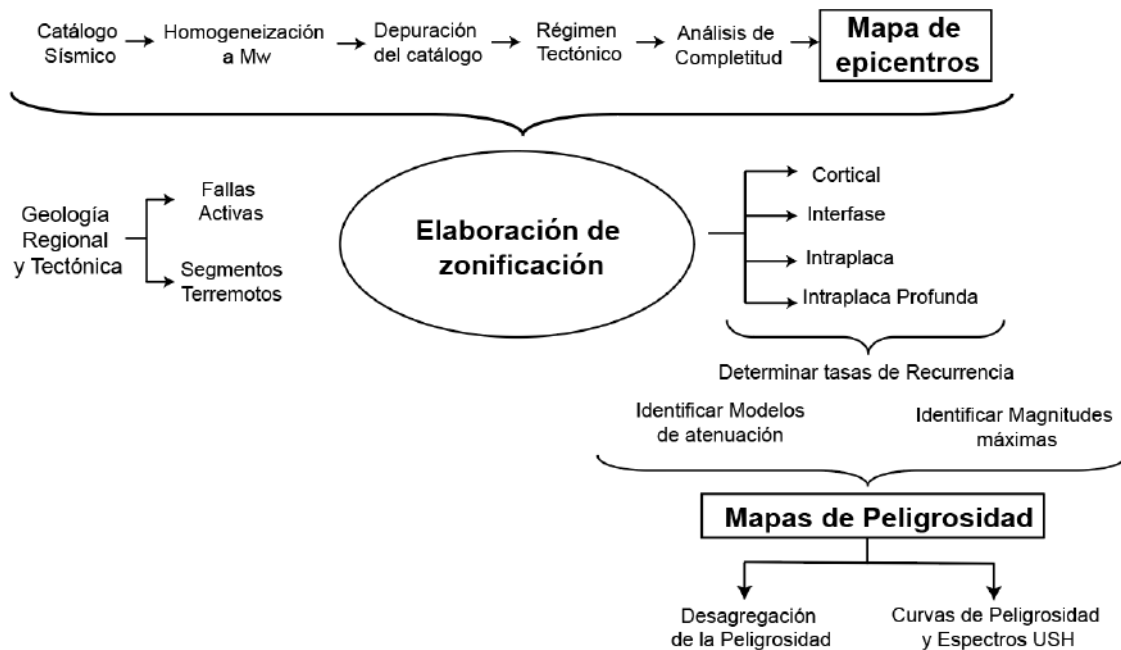 Catálogo
Sísmico
Homogeneización
a Mw
Depuración
del catálogo
Régimen
Tectónico
Análisis de
Completitud
Mapa de
epicentros
Geología
Regional
y Tectónica
Fallas
Activas
Segmentos
Terremotos
Elaboración de
zonificación
Cortical
Interfase
Intraplaca
Intraplaca Profunda
Determinar tasas de Recurrencia
Identificar Modelos
de atenuación
Identificar Magnitudes
máximas
Mapas de Peligrosidad
Desagregación
de la Peligrosidad
Curvas de Peligrosidad
y Espectros USH